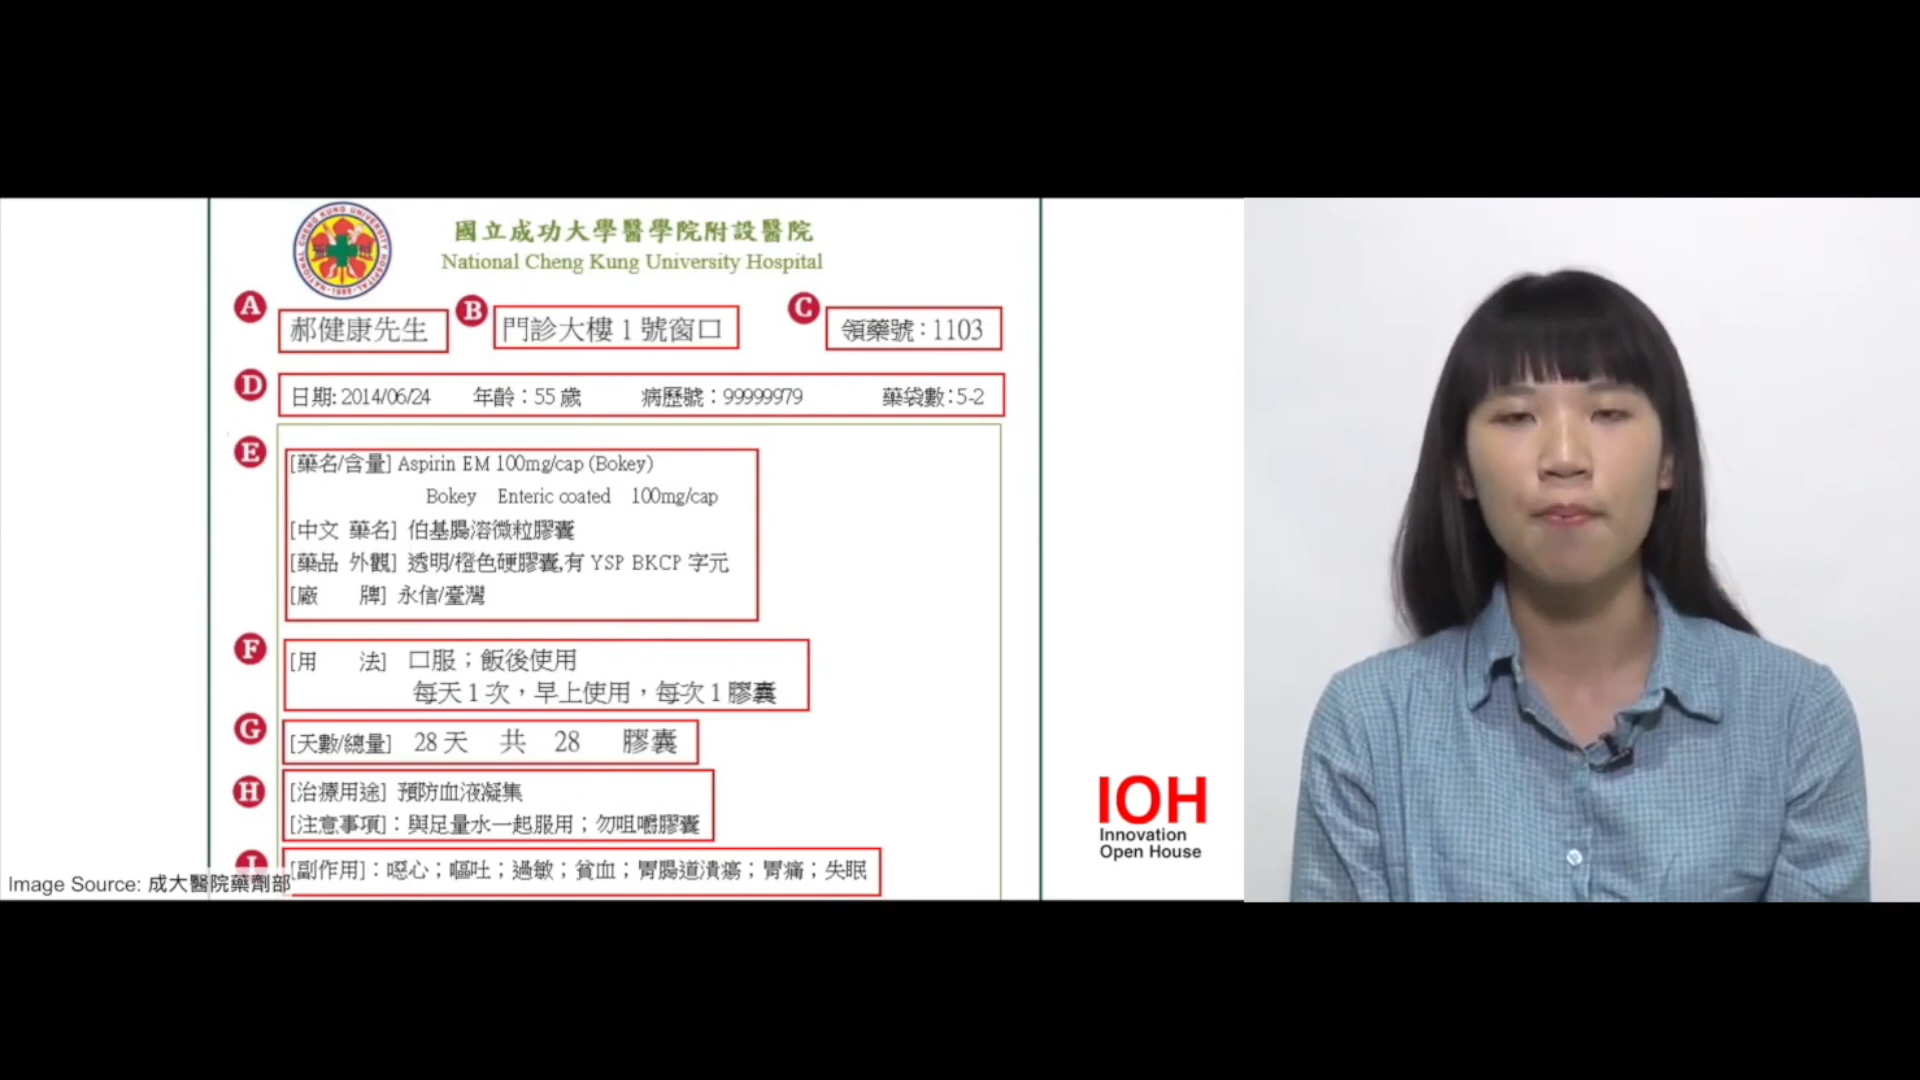 國立成功大學醫學院附設醫院
National Cheng Kung University Hospital
A 郝健康先生 B 門診大樓 1 號窗口 C 領藥號：1103
D 日期: 2014/06/24 年齡：55 歲 病歷號：99999979 藥袋數：5-2
E [藥名/含量] Aspirin EM 100mg/cap (Bokey)
Bokey Enteric coated 100mg/cap
[中文 藥名] 伯基腸溶微粒膠囊
[藥品 外觀] 透明/橙色硬膠囊,有 YSP BKCP 字元
[廠 牌] 永信/臺灣
F [用 法] 口服；飯後使用
每天 1 次，早上使用，每次 1 膠囊
G [天數/總量] 28 天 共 28 膠囊
H [治療用途] 預防血液凝集
[注意事項]：與足量水一起服用；勿咀嚼膠囊
I [副作用]：噁心；嘔吐；過敏；貧血；胃腸道潰瘍；胃痛；失眠
Image Source: 成大醫院藥劑部
IOH
Innovation
Open House